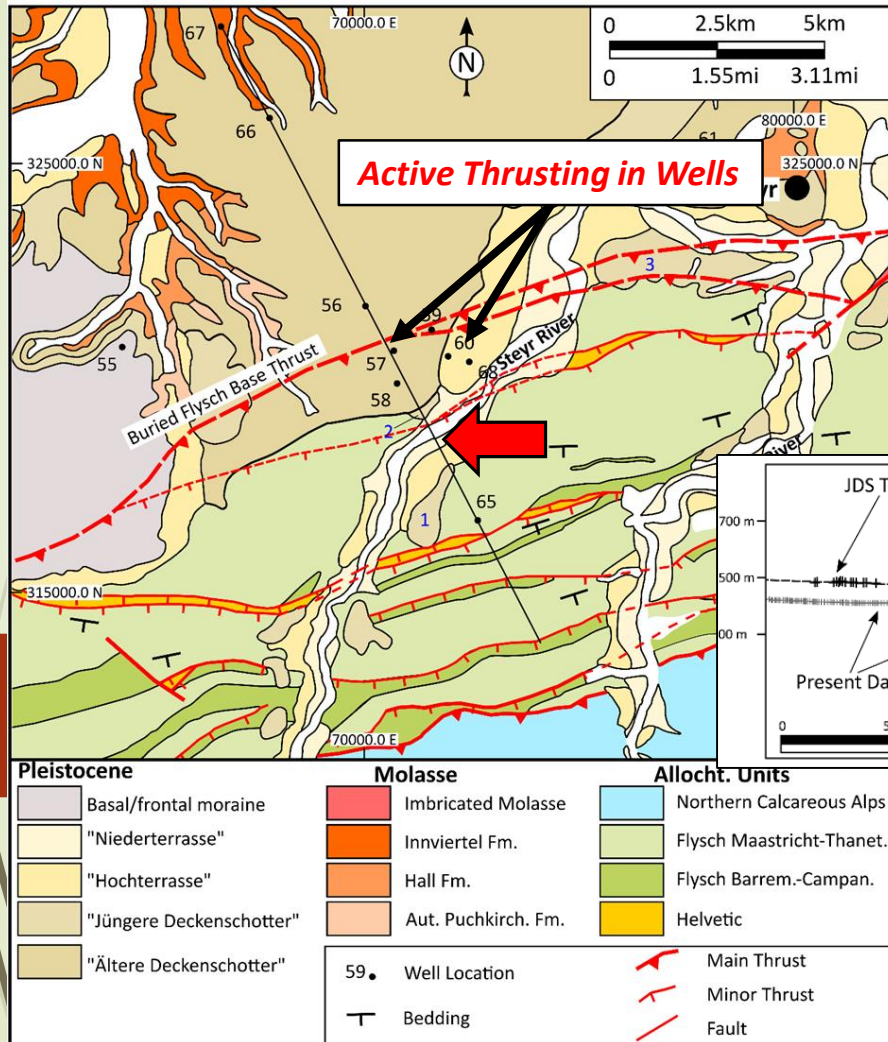 67
70000.0 E
0 2.5km 5km
0 1.55mi 3.11mi
N
66
80000.0 E
61
325000.0 N
325000.0 N
Active Thrusting in Wells
yr
3
56
59
55
57
60
68
Steyr River
Buried Flysch Base Thrust
58
2
River
65
1
JDS T
700 m
500 m
00 m
315000.0 N
Present Da
0 5
70000.0 E
Pleistocene
Basal/frontal moraine
"Niederterrasse"
"Hochterrasse"
"Jüngere Deckenschotter"
"Ältere Deckenschotter"
Molasse
Imbricated Molasse
Innviertel Fm.
Hall Fm.
Aut. Puchkirch. Fm.
Allocht. Units
Northern Calcareous Alps
Flysch Maastricht-Thanet.
Flysch Barrem.-Campan.
Helvetic
59 Well Location
Bedding
Main Thrust
Minor Thrust
Fault